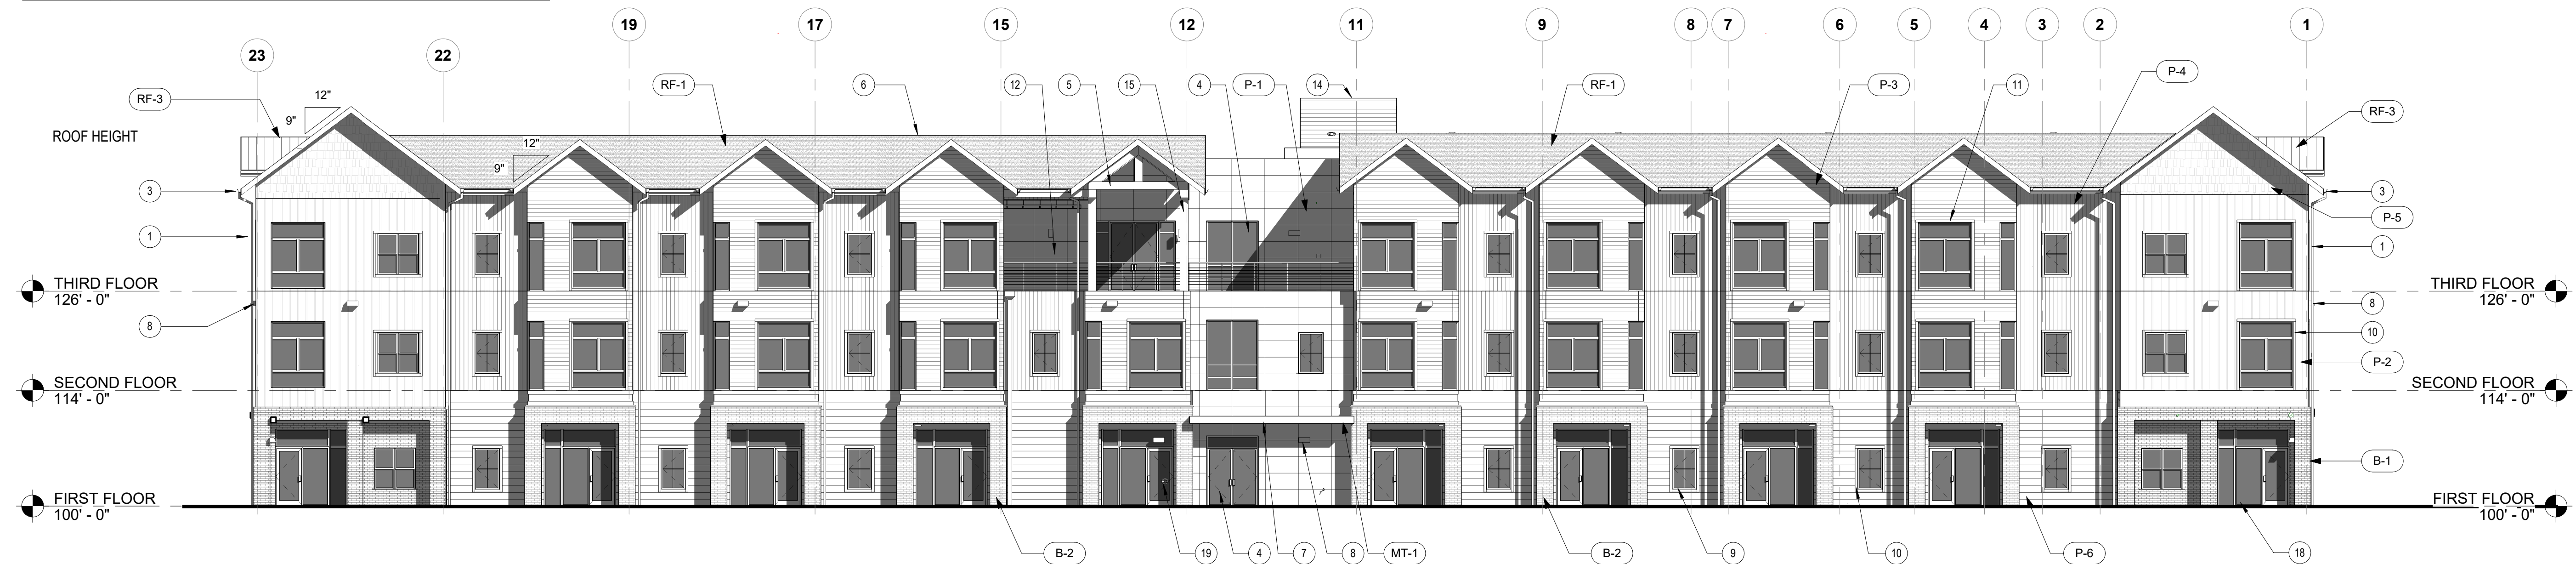 19 17 15 12 11 9 8 7 6 5 4 3 2 1
23 22
RF-3 12" RF-1 6 12 5 15 4 P-1 14 RF-1 P-3 11 P-4
9"
RF-3
ROOF HEIGHT
12"
9"
3 3
P-5
1 1
THIRD FLOOR THIRD FLOOR
126' - 0" 126' - 0"
8 8
10
P-2
SECOND FLOOR SECOND FLOOR
114' - 0" 114' - 0"
B-1
FIRST FLOOR FIRST FLOOR
100' - 0" 100' - 0"
B-2 19 4 7 8 MT-1 B-2 9 10 P-6 18